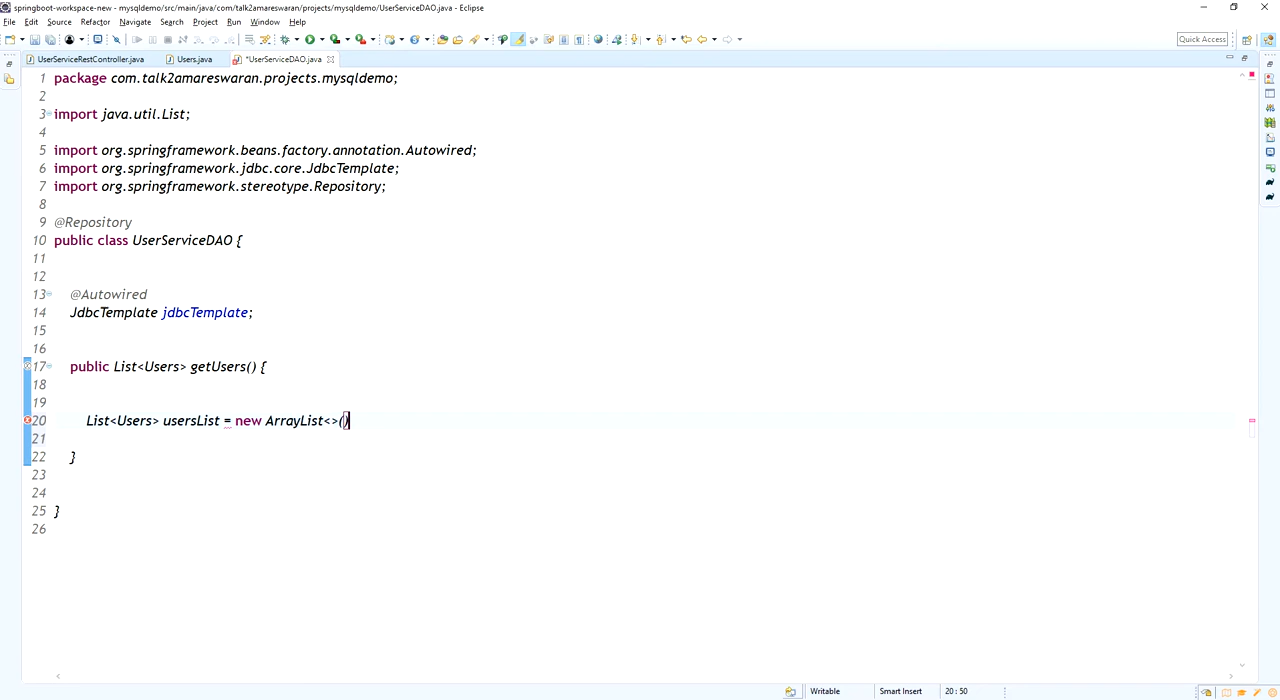 springboot-workspace-new - mysqldemo/src/main/java/com/talk2amareswaran/projects/mysqldemo/UserServiceDAO.java - Eclipse
File Edit Source Refactor Navigate Search Project Run Window Help
Quick Access
UserServiceRestController.java Users.java *UserServiceDAO.java
1 package com.talk2amareswaran.projects.mysqldemo;
2
3 import java.util.List;
4
5 import org.springframework.beans.factory.annotation.Autowired;
6 import org.springframework.jdbc.core.JdbcTemplate;
7 import org.springframework.stereotype.Repository;
8
9 @Repository
10 public class UserServiceDAO {
11
12
13 @Autowired
14 JdbcTemplate jdbcTemplate;
15
16
17 public List<Users> getUsers() {
18
19
20 List<Users> usersList = new ArrayList<>()
21
22 }
23
24
25 }
26
Writable Smart Insert 20 : 50